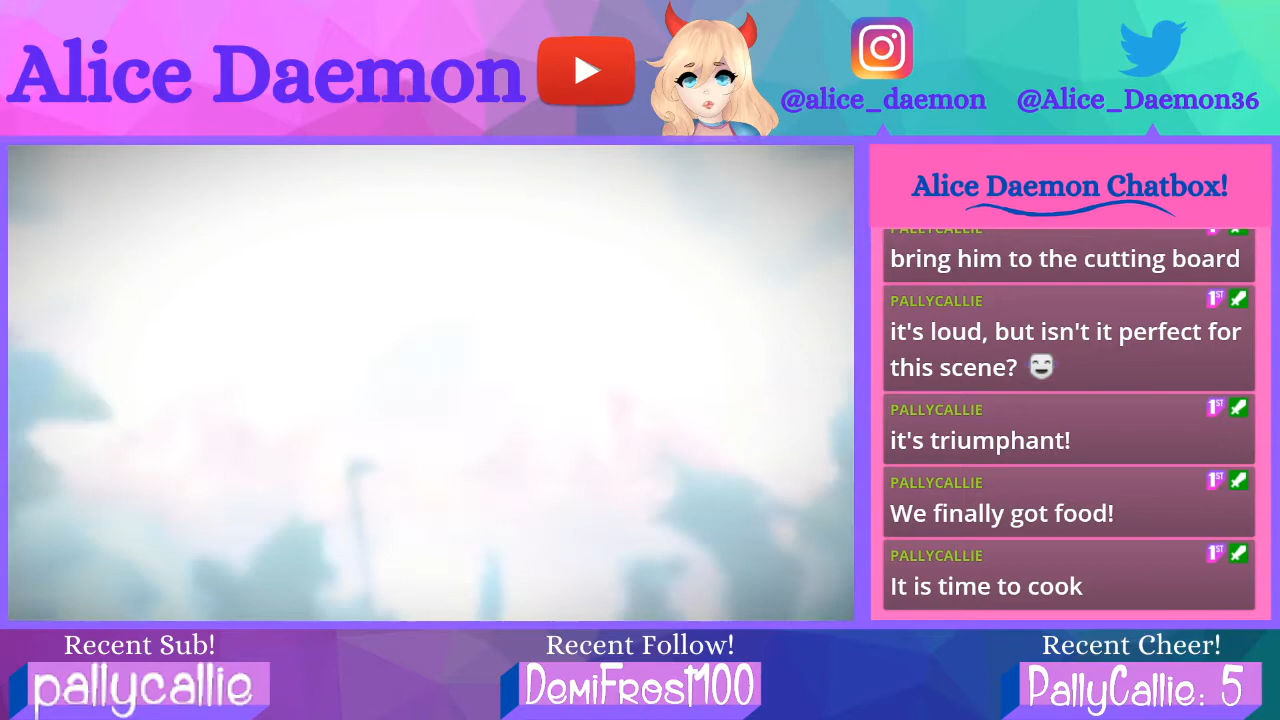 Alice Daemon
@alice_daemon
@Alice_Daemon36
Alice Daemon Chatbox!
PALLYCALLIE
bring him to the cutting board
PALLYCALLIE
it's loud, but isn't it perfect for
this scene?
PALLYCALLIE
it's triumphant!
PALLYCALLIE
We finally got food!
PALLYCALLIE
It is time to cook
Recent Sub!
pallycallie
Recent Follow!
DemiFrost100
Recent Cheer!
PallyCallie: 5